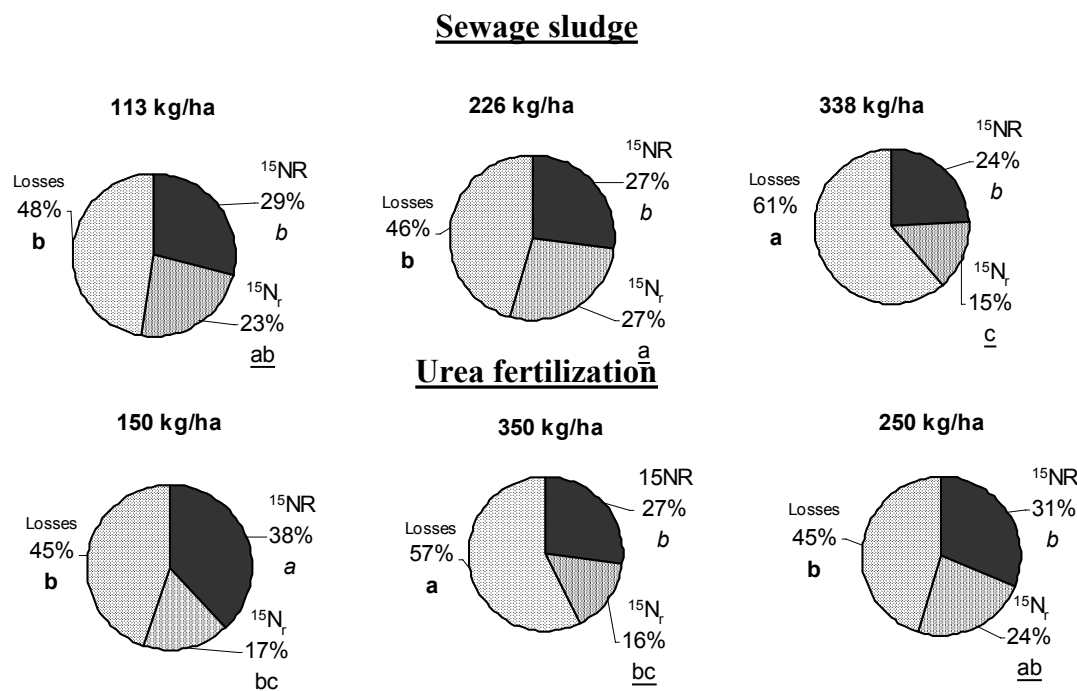 Sewage sludge
113 kg/ha
Losses
48%
b
¹⁵NR
29%
b
¹⁵Nᵣ
23%
ab
226 kg/ha
Losses
46%
b
¹⁵NR
27%
b
¹⁵Nᵣ
27%
a
338 kg/ha
Losses
61%
a
¹⁵NR
24%
b
¹⁵Nᵣ
15%
c
Urea fertilization
150 kg/ha
Losses
45%
b
¹⁵NR
38%
a
¹⁵Nᵣ
17%
bc
350 kg/ha
Losses
57%
a
15NR
27%
b
¹⁵Nᵣ
16%
bc
250 kg/ha
Losses
45%
b
¹⁵NR
31%
b
¹⁵Nᵣ
24%
ab